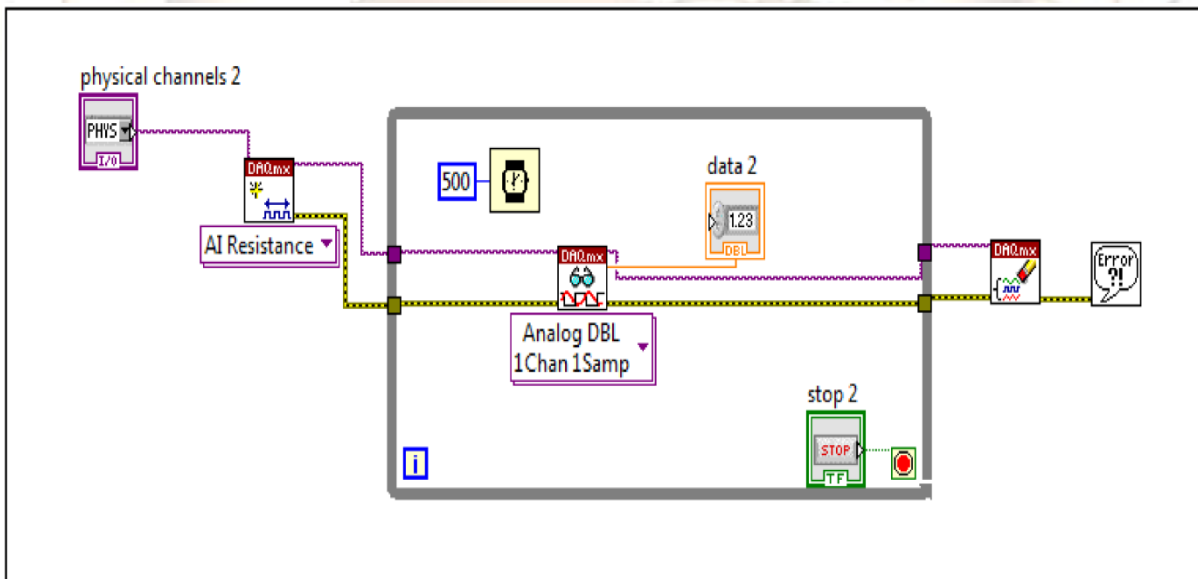 physical channels 2
PHYS
I/O
DAQmx
AI Resistance
500
data 2
1.23
DBL
DAQmx
Analog DBL
1Chan 1Samp
stop 2
STOP
TF
i
DAQmx
Error
?!